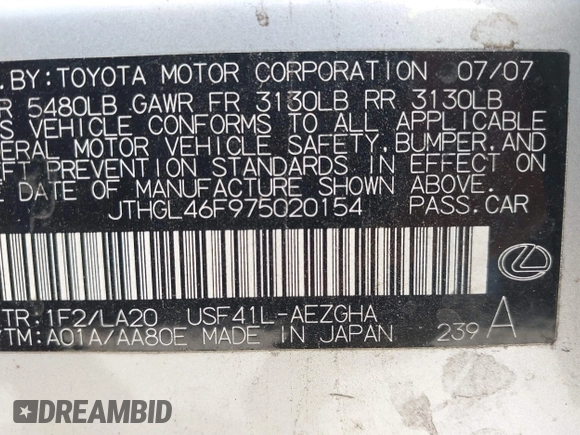 . BY: TOYOTA MOTOR CORPORATION 07/07
R 5480LB GAWR FR 3130LB RR 3130LB
S VEHICLE CONFORMS TO ALL APPLICABLE
ERAL MOTOR VEHICLE SAFETY, BUMPER, AND
FT PREVENTION STANDARDS IN EFFECT ON
E DATE OF MANUFACTURE SHOWN ABOVE.
JTHGL46F975020154 PASS. CAR
TR: 1F2/LA20 USF41L-AEZGHA
TM: A01A/AA80E MADE IN JAPAN 239 A
DREAMBID